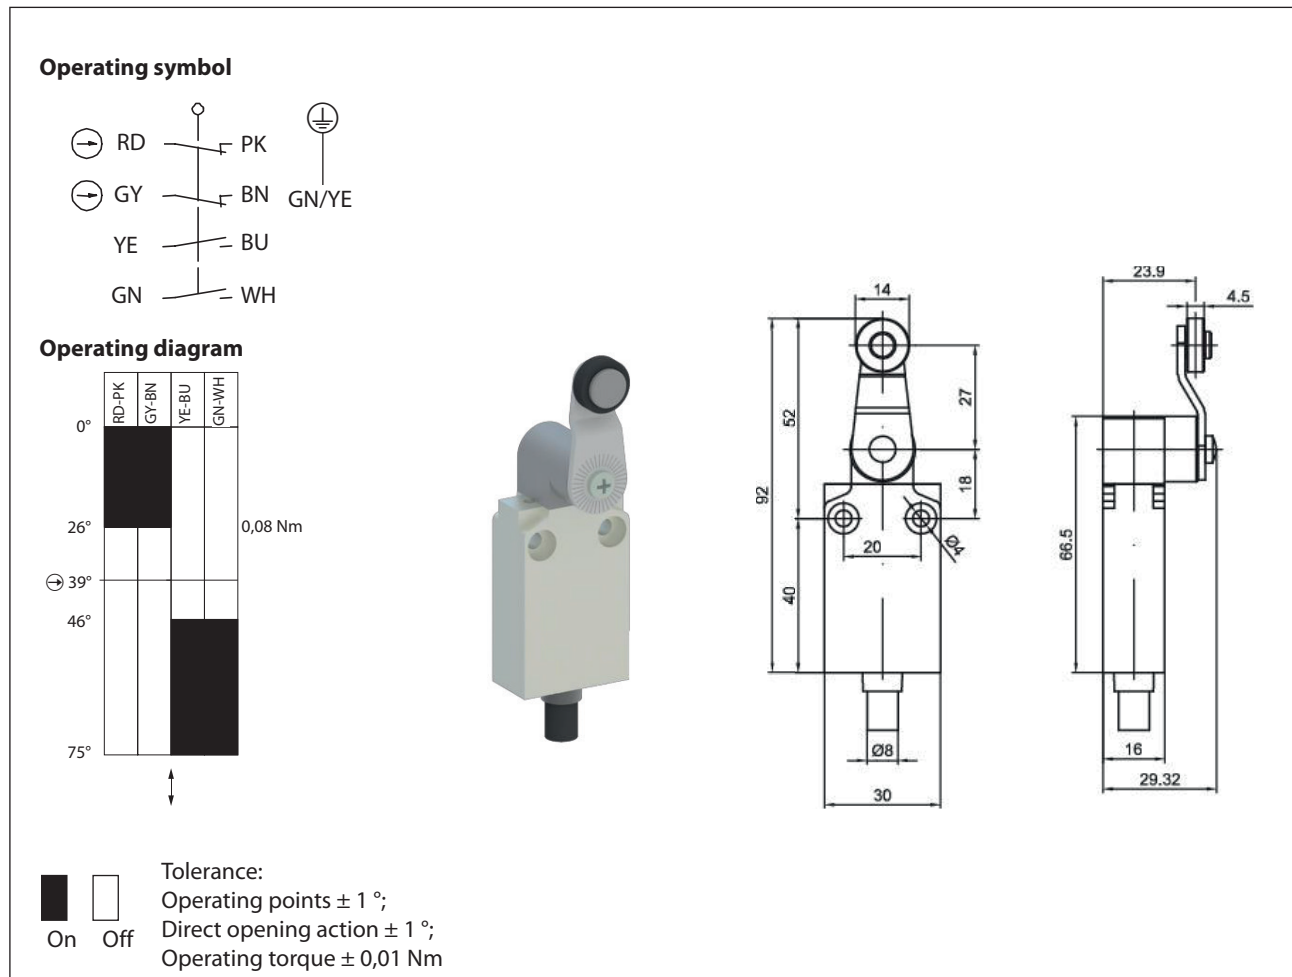 Operating symbol
RD PK
GY BN GN/YE
YE BU
GN WH
Operating diagram
RD-PK
GY-BN
YE-BU
GN-WH
0°
26° 0,08 Nm
39°
46°
75°
14
52
92
27
18
20
Ø4
40
Ø8
30
23.9
4.5
66.5
16
29.32
On Off
Tolerance:
Operating points ± 1 °;
Direct opening action ± 1 °;
Operating torque ± 0,01 Nm